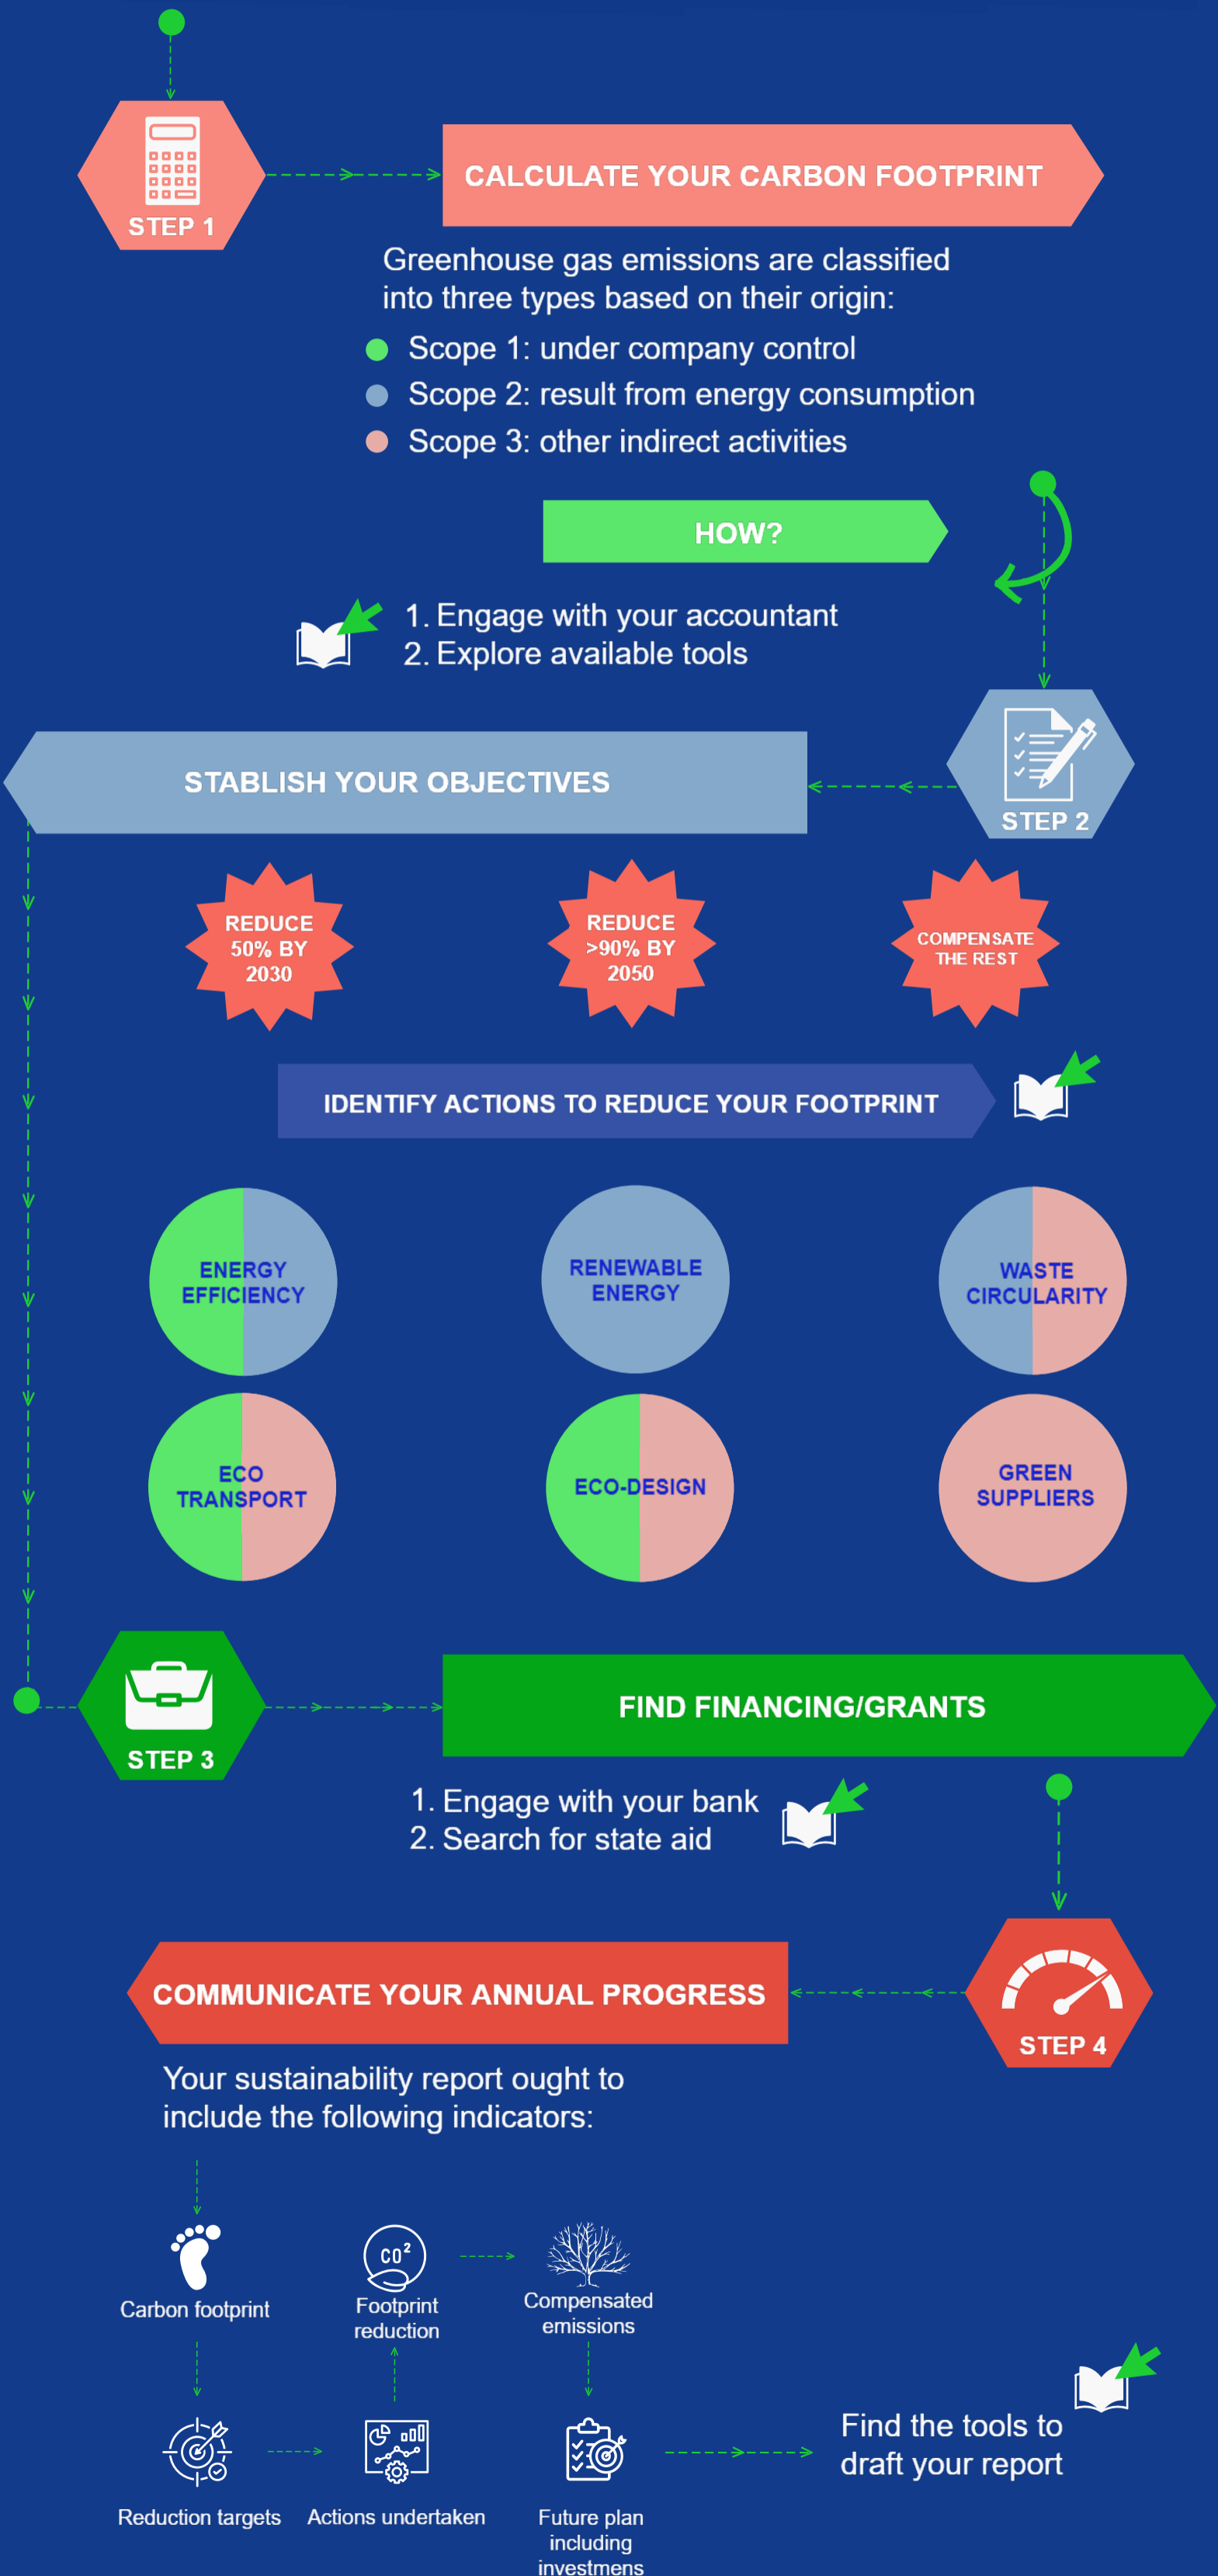 STEP 1
CALCULATE YOUR CARBON FOOTPRINT
Greenhouse gas emissions are classified
into three types based on their origin:
Scope 1: under company control
Scope 2: result from energy consumption
Scope 3: other indirect activities
HOW?
1. Engage with your accountant
2. Explore available tools
STEP 2
STABLISH YOUR OBJECTIVES
REDUCE
50% BY
2030
REDUCE
>90% BY
2050
COMPENSATE
THE REST
IDENTIFY ACTIONS TO REDUCE YOUR FOOTPRINT
ENERGY
EFFICIENCY
RENEWABLE
ENERGY
WASTE
CIRCULARITY
ECO
TRANSPORT
ECO-DESIGN
GREEN
SUPPLIERS
STEP 3
FIND FINANCING/GRANTS
1. Engage with your bank
2. Search for state aid
STEP 4
COMMUNICATE YOUR ANNUAL PROGRESS
Your sustainability report ought to
include the following indicators:
Carbon footprint
CO²
Footprint
reduction
Compensated
emissions
Reduction targets
Actions undertaken
Future plan
including
investmens
Find the tools to
draft your report